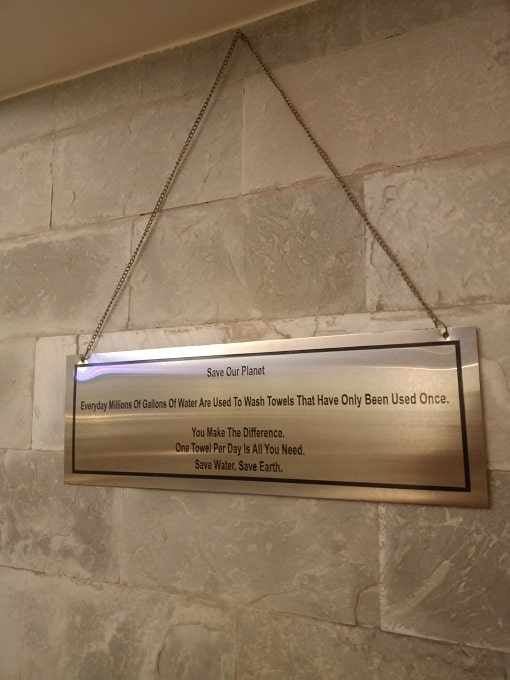 Save Our Planet
Everyday Millions Of Gallons Of Water Are Used To Wash Towels That Have Only Been Used Once.
You Make The Difference.
One Towel Per Day Is All You Need.
Save Water, Save Earth.